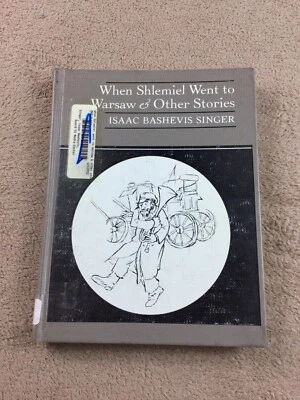 When Shlemiel Went to
Warsaw & Other Stories
ISAAC BASHEVIS SINGER